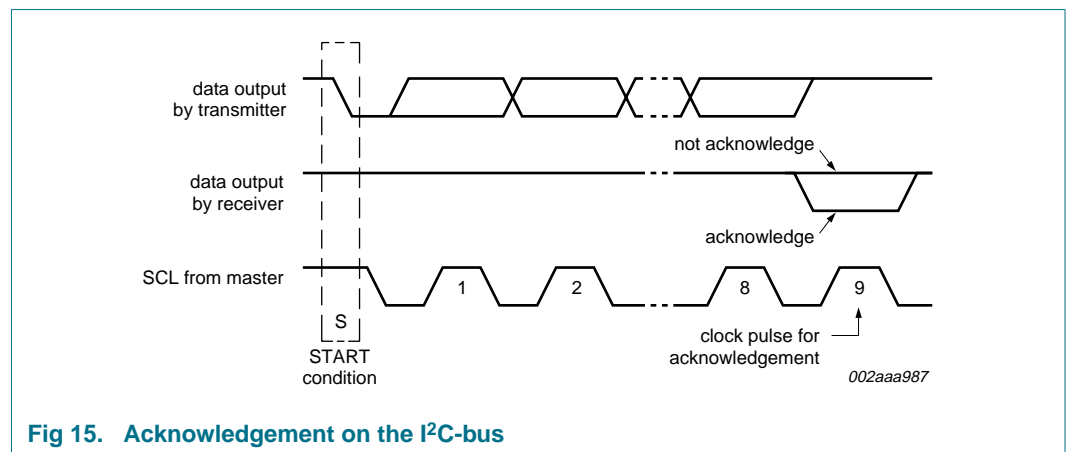 data output
by transmitter
not acknowledge
data output
by receiver
acknowledge
SCL from master
1
2
8
9
S
START
condition
clock pulse for
acknowledgement
002aaa987
Fig 15. Acknowledgement on the I²C-bus